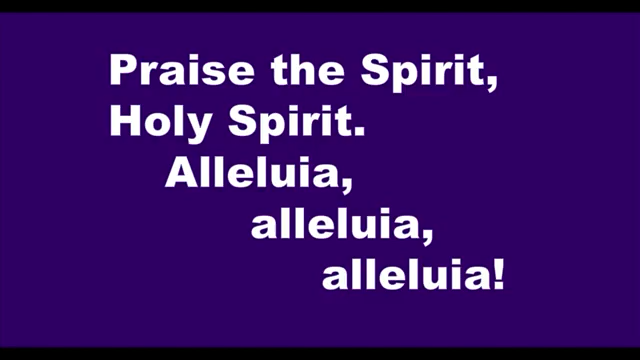 Praise the Spirit,
Holy Spirit.
Alleluia,
alleluia,
alleluia!